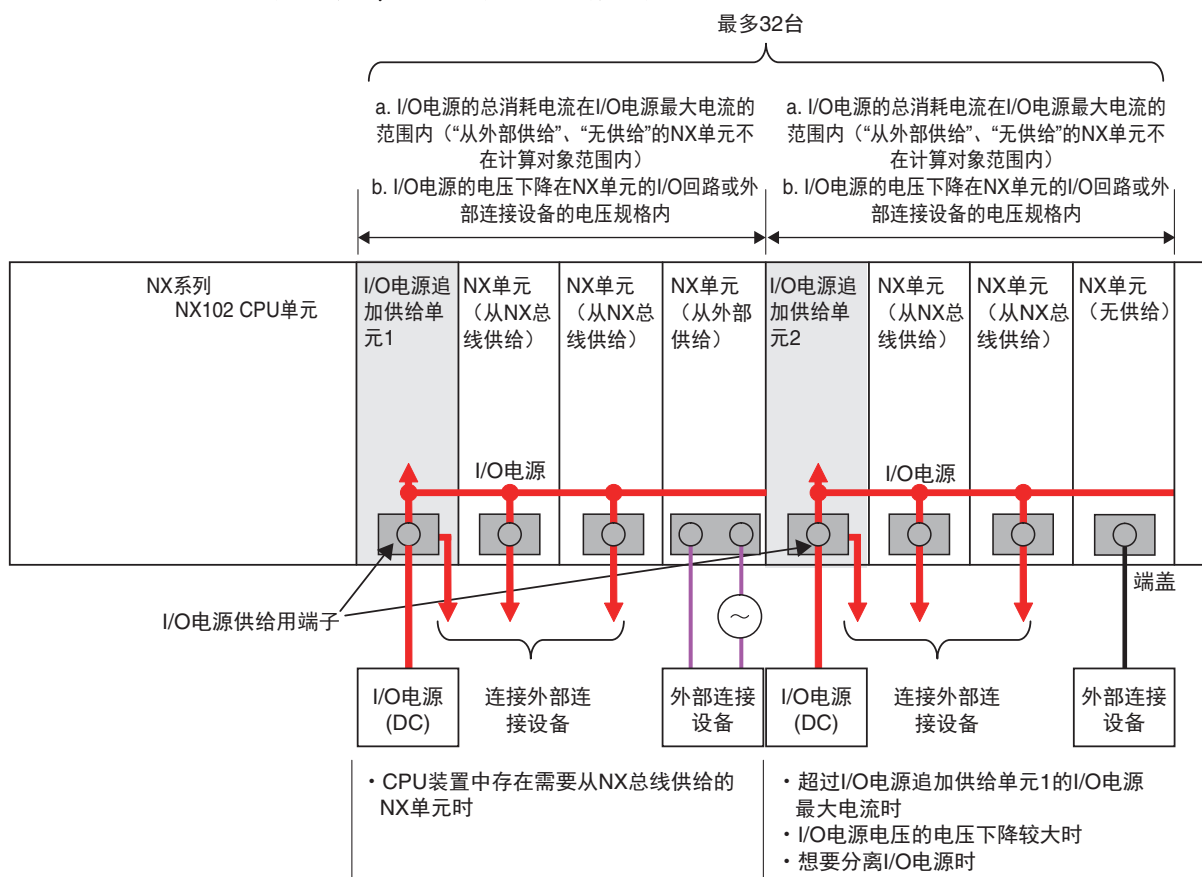 最多32台
a. I/O电源的总消耗电流在I/O电源最大电流的
范围内（“从外部供给”、“无供给”的NX单元不
在计算对象范围内）
b. I/O电源的电压下降在NX单元的I/O回路或外
部连接设备的电压规格内
a. I/O电源的总消耗电流在I/O电源最大电流的
范围内（“从外部供给”、“无供给”的NX单元不
在计算对象范围内）
b. I/O电源的电压下降在NX单元的I/O回路或外
部连接设备的电压规格内
NX系列
NX102 CPU单元
I/O电源追
加供给单
元1
NX单元
（从NX总
线供给）
NX单元
（从NX总
线供给）
NX单元
（从外部
供给）
I/O电源追
加供给单
元2
NX单元
（从NX总
线供给）
NX单元
（从NX总
线供给）
NX单元
（无供给）
I/O电源
I/O电源
端盖
I/O电源供给用端子
I/O电源
(DC)
连接外部连
接设备
外部连接
设备
I/O电源
(DC)
连接外部连
接设备
外部连接
设备
・CPU装置中存在需要从NX总线供给的
NX单元时
・超过I/O电源追加供给单元1的I/O电源
最大电流时
・I/O电源电压的电压下降较大时
・想要分离I/O电源时